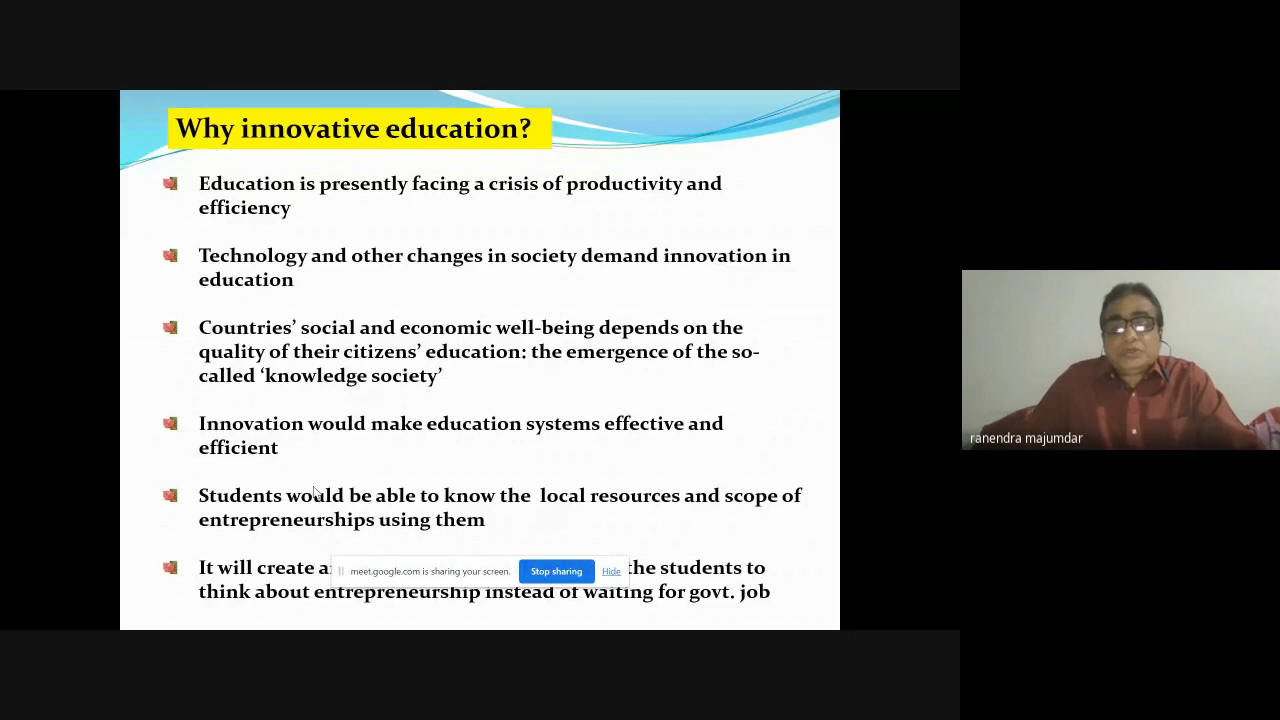 Why innovative education?
Education is presently facing a crisis of productivity and
efficiency
Technology and other changes in society demand innovation in
education
Countries’ social and economic well-being depends on the
quality of their citizens’ education: the emergence of the so-
called ‘knowledge society’
Innovation would make education systems effective and
efficient
Students would be able to know the local resources and scope of
entrepreneurships using them
It will create
the students to
think about entrepreneurship instead of waiting for govt. job
meet.google.com is sharing your screen.
Stop sharing
Hide
ranendra majumdar